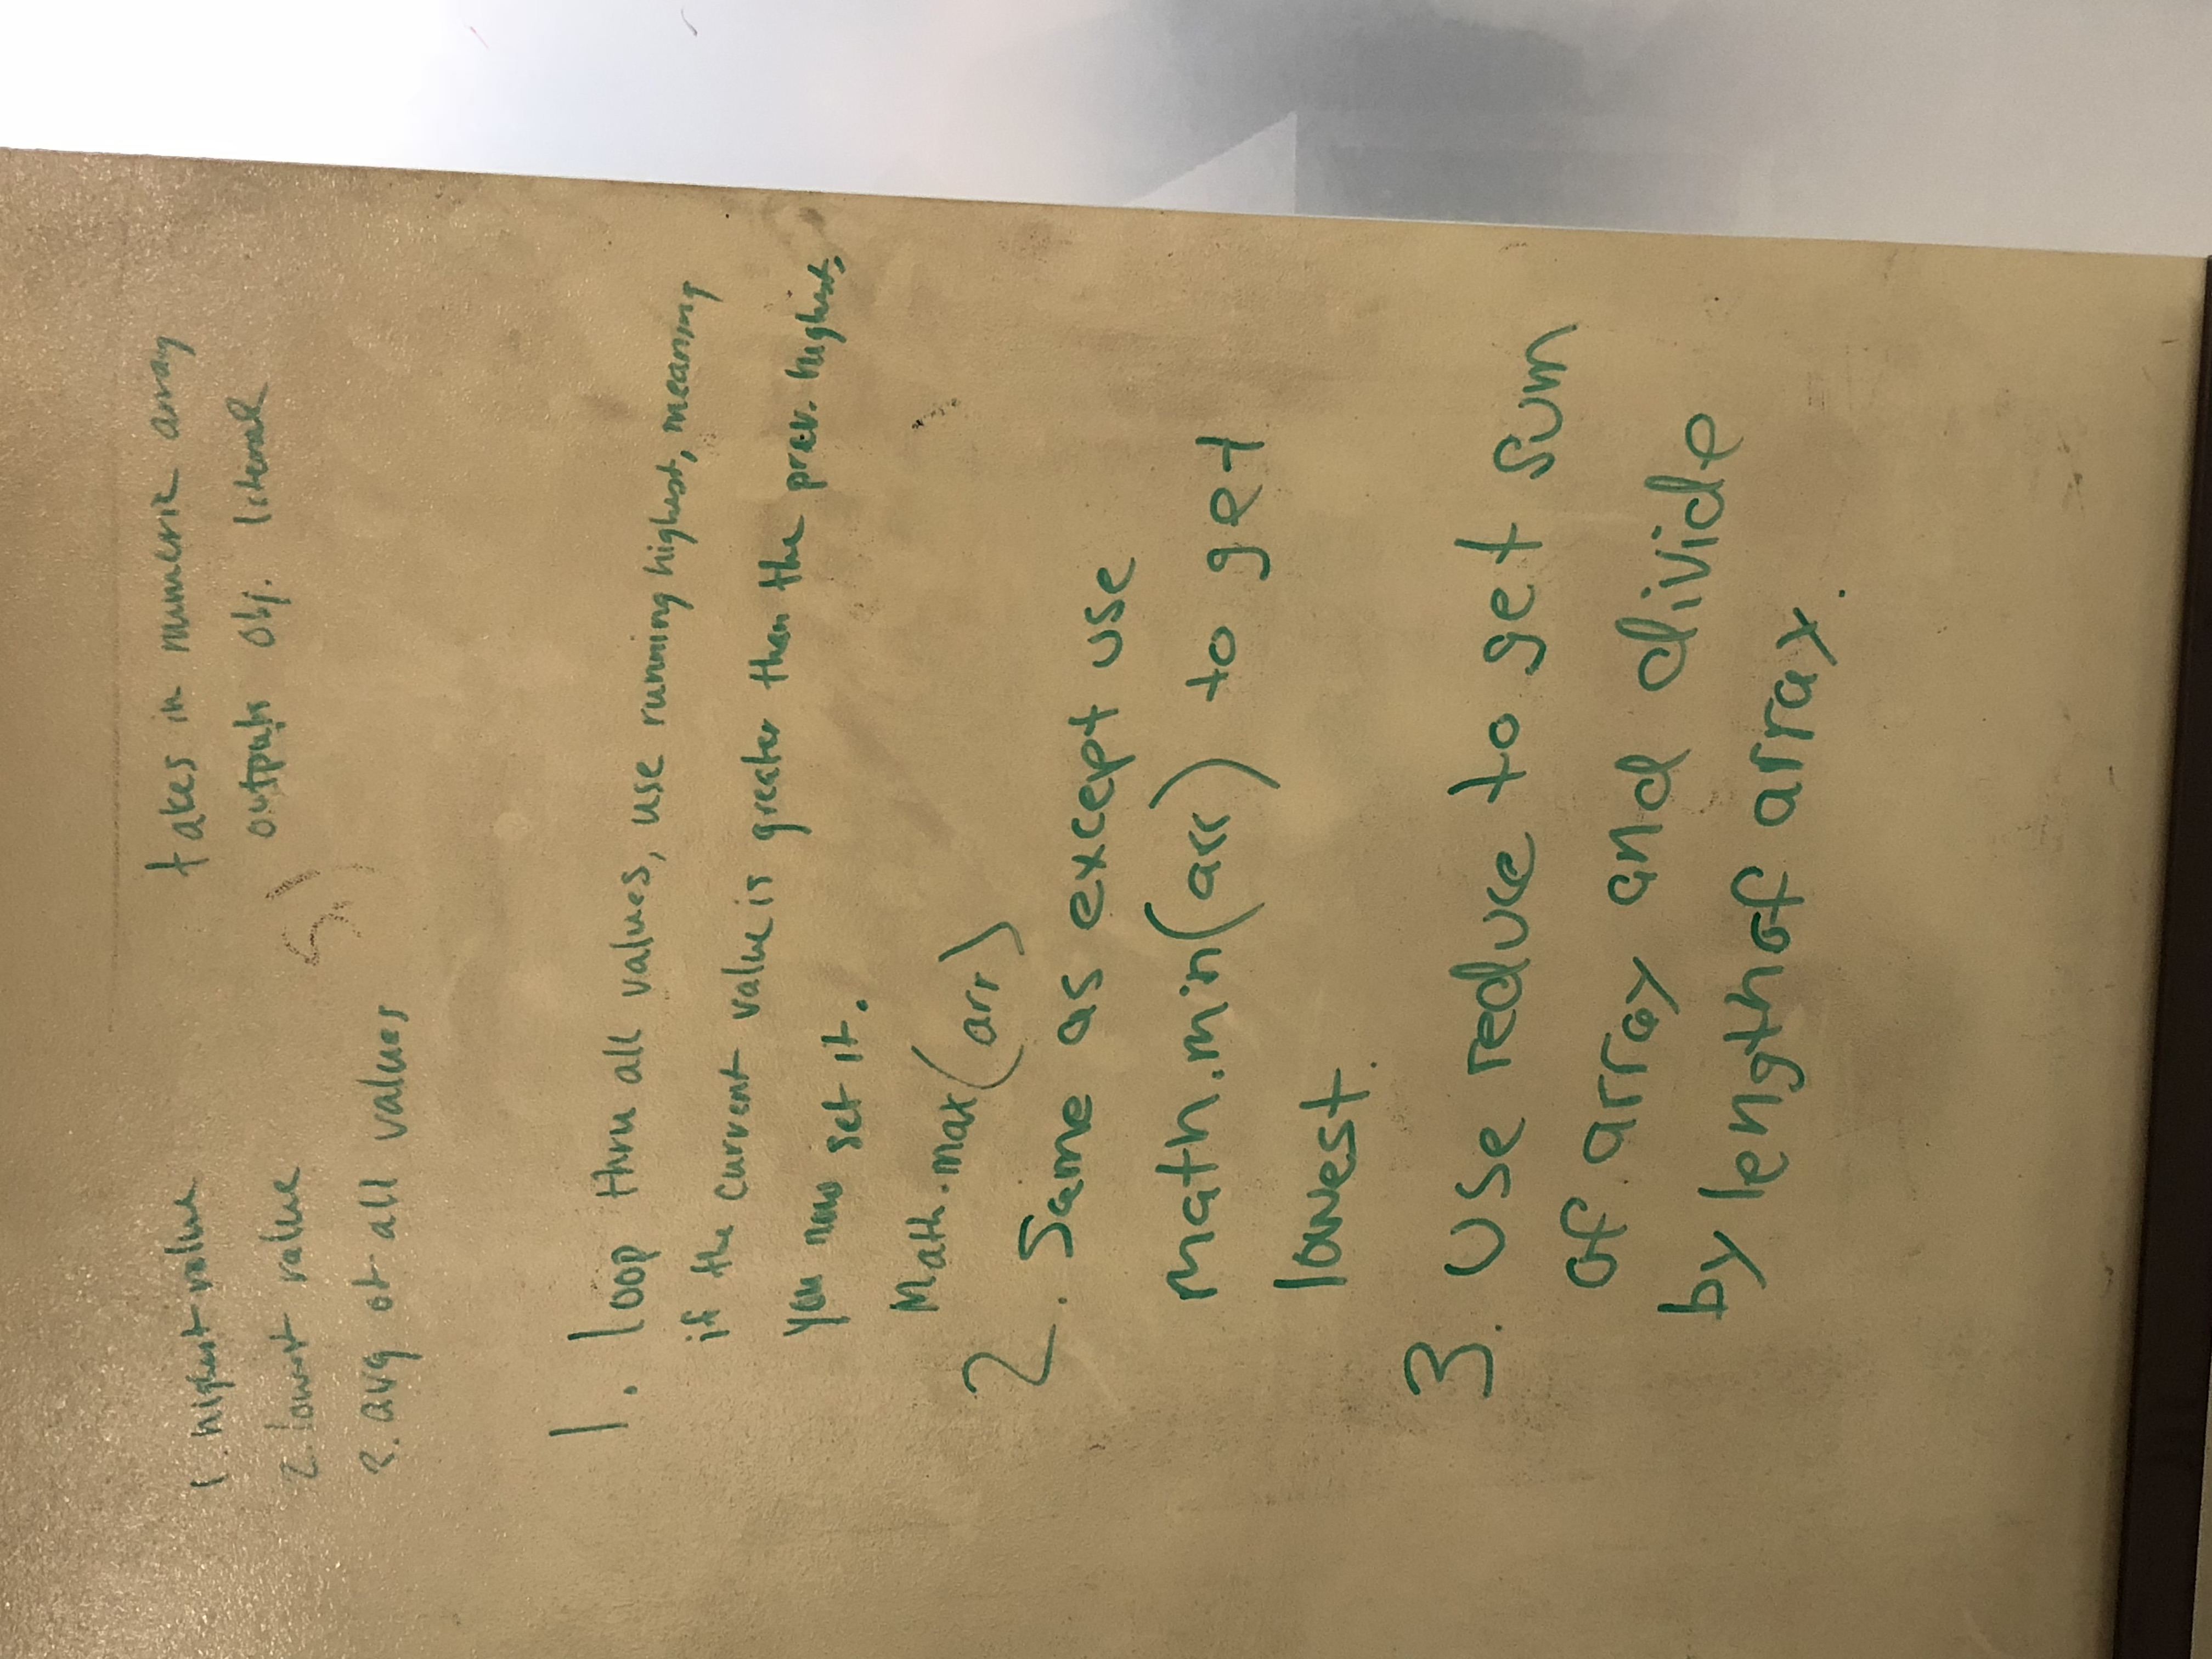 1. highest value
2. lowest value
3. avg of all values
takes in numeric array
outputs obj. literal
5)
1. loop thru all values, use running highest, meaning
if the current value is greater than the prev. highest,
you now set it.
Math.max(arr)
2. Same as except use
math.min(arr) to get
lowest.
3. Use reduce to get sum
of array and divide
by length of array.